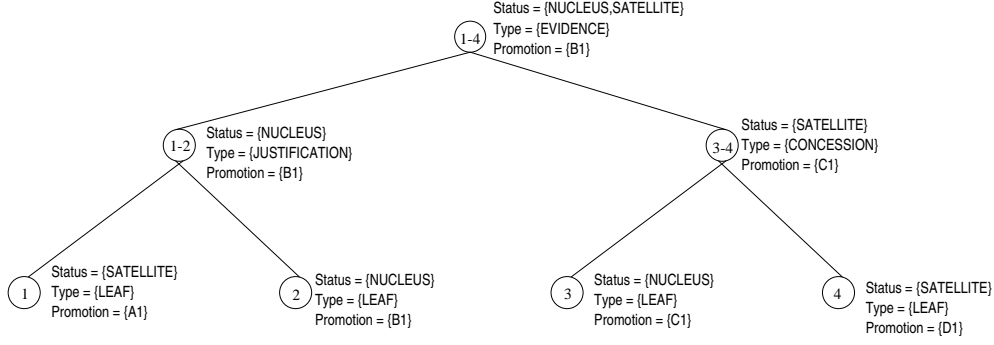 Status = {NUCLEUS,SATELLITE}
Type = {EVIDENCE}
Promotion = {B1}
1-4
Status = {NUCLEUS}
Type = {JUSTIFICATION}
Promotion = {B1}
1-2
Status = {SATELLITE}
Type = {CONCESSION}
Promotion = {C1}
3-4
Status = {SATELLITE}
Type = {LEAF}
Promotion = {A1}
1
Status = {NUCLEUS}
Type = {LEAF}
Promotion = {B1}
2
Status = {NUCLEUS}
Type = {LEAF}
Promotion = {C1}
3
Status = {SATELLITE}
Type = {LEAF}
Promotion = {D1}
4